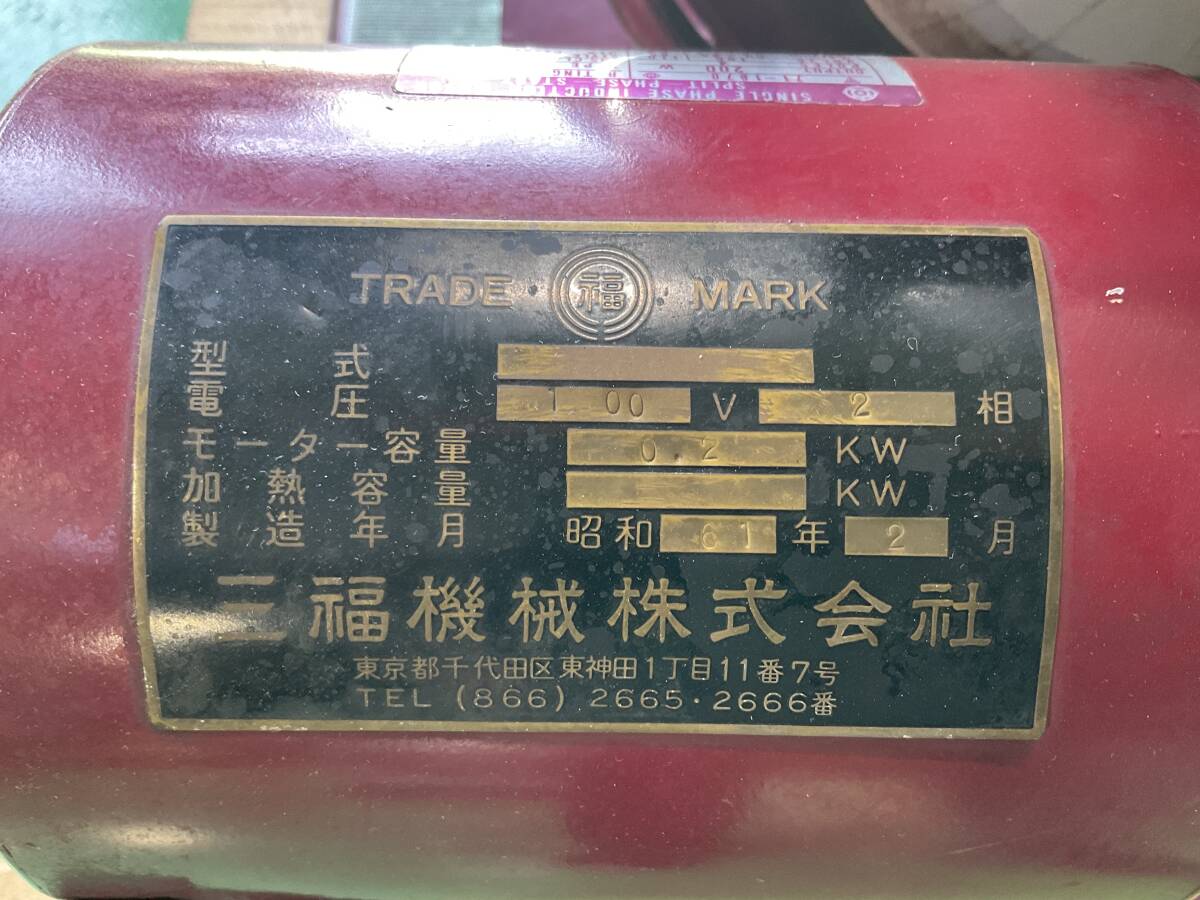 SINGLE PHASE INDUCT
SPLIT PHASE STA
TRADE 福 MARK
型式
電圧 100 V 2 相
モーター容量 0.2 KW
加熱容量 KW
製造年月 昭和 61 年 2 月
三福機械株式会社
東京都千代田区東神田1丁目11番7号
TEL (866) 2665·2666番